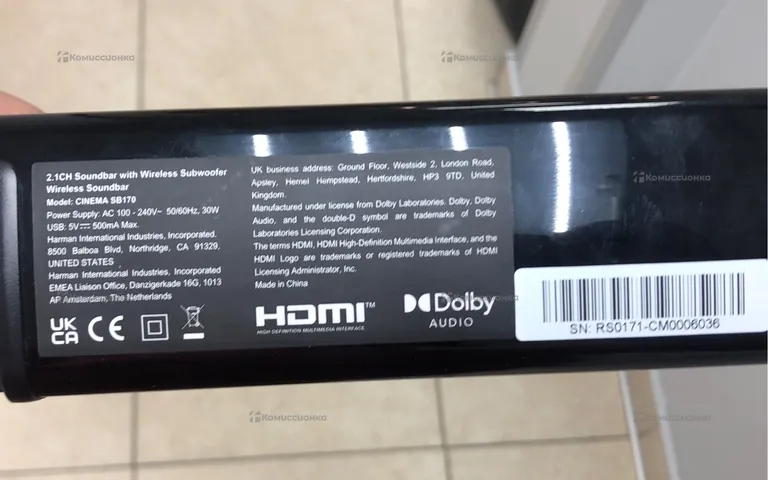 2.1CH Soundbar with Wireless Subwoofer
Wireless Soundbar
Model: CINEMA SB170
Power Supply: AC 100 - 240V~ 50/60Hz, 30W
USB: 5V⎓ 500mA Max.
Harman International Industries, Incorporated.
8500 Balboa Blvd, Northridge, CA 91329,
UNITED STATES
Harman International Industries, Incorporated
EMEA Liaison Office, Danzigerkade 16G, 1013
AP Amsterdam, The Netherlands
UK
CA CE
UK business address: Ground Floor, Westside 2, London Road,
Apsley, Hemel Hempstead, Hertfordshire, HP3 9TD, United
Kingdom.
Manufactured under license from Dolby Laboratories. Dolby, Dolby
Audio, and the double-D symbol are trademarks of Dolby
Laboratories Licensing Corporation.
The terms HDMI, HDMI High-Definition Multimedia Interface, and the
HDMI Logo are trademarks or registered trademarks of HDMI
Licensing Administrator, Inc.
Made in China
HDMI™
HIGH DEFINITION MULTIMEDIA INTERFACE
Dolby
AUDIO
SN: RS0171-CM0006036
Комиссионка
Комиссионка
Комиссионка
Комиссионка
Комиссионка
Комиссионка
Комиссионка
Комиссионка